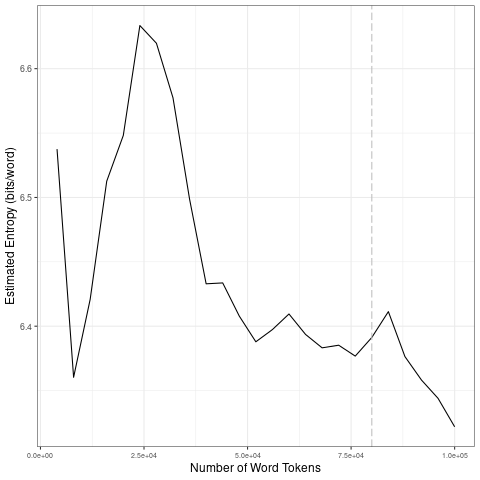 Estimated Entropy (bits/word)
6.6
6.5
6.4
0.0e+00 2.5e+04 5.0e+04 7.5e+04 1.0e+05
Number of Word Tokens